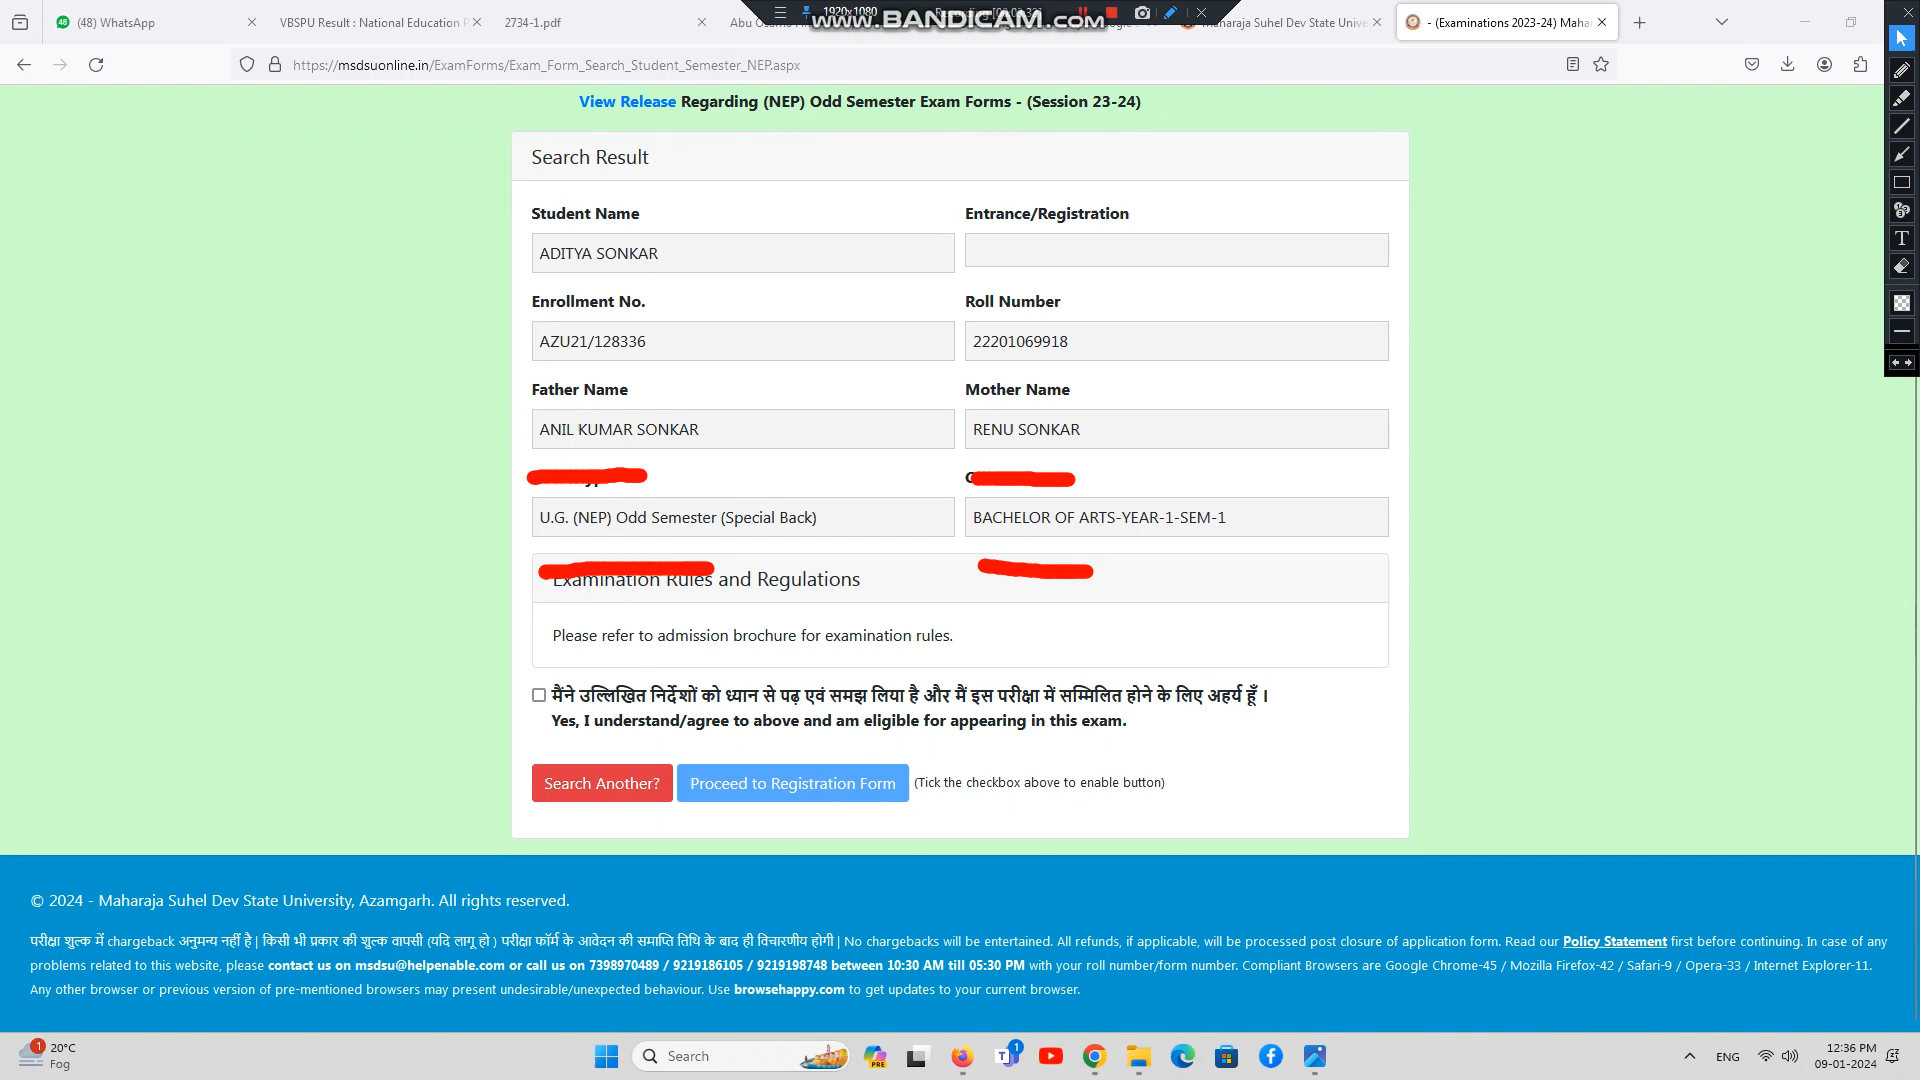 (48) WhatsApp
VBSPU Result : National Education P
2734-1.pdf
Abu Osama
1920x1080
www.BANDICAM.com
Maharaja Suhel Dev State Unive
- (Examinations 2023-24) Mahar
https://msdsuonline.in/ExamForms/Exam_Form_Search_Student_Semester_NEP.aspx
View Release Regarding (NEP) Odd Semester Exam Forms - (Session 23-24)
Search Result
Student Name
Entrance/Registration
ADITYA SONKAR
Enrollment No.
Roll Number
AZU21/128336
22201069918
Father Name
Mother Name
ANIL KUMAR SONKAR
RENU SONKAR
U.G. (NEP) Odd Semester (Special Back)
BACHELOR OF ARTS-YEAR-1-SEM-1
Examination Rules and Regulations
Please refer to admission brochure for examination rules.
मैंने उल्लिखित निर्देशों को ध्यान से पढ़ एवं समझ लिया है और मैं इस परीक्षा में सम्मिलित होने के लिए अहर्य हूँ ।
Yes, I understand/agree to above and am eligible for appearing in this exam.
Search Another?
Proceed to Registration Form
(Tick the checkbox above to enable button)
© 2024 - Maharaja Suhel Dev State University, Azamgarh. All rights reserved.
परीक्षा शुल्क में chargeback अनुमन्य नहीं है | किसी भी प्रकार की शुल्क वापसी (यदि लागू हो ) परीक्षा फॉर्म के आवेदन की समाप्ति तिथि के बाद ही विचारणीय होगी | No chargebacks will be entertained. All refunds, if applicable, will be processed post closure of application form. Read our Policy Statement first before continuing. In case of any
problems related to this website, please contact us on msdsu@helpenable.com or call us on 7398970489 / 9219186105 / 9219198748 between 10:30 AM till 05:30 PM with your roll number/form number. Compliant Browsers are Google Chrome-45 / Mozilla Firefox-42 / Safari-9 / Opera-33 / Internet Explorer-11.
Any other browser or previous version of pre-mentioned browsers may present undesirable/unexpected behaviour. Use browsehappy.com to get updates to your current browser.
1
20°C
Fog
Search
PRE
1
ENG
12:36 PM
09-01-2024